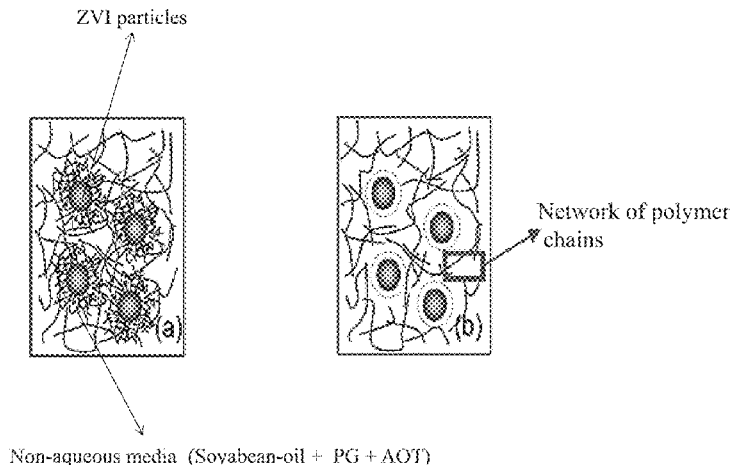 ZVI particles
(a)
(b)
Network of polymer
chains
Non-aqueous media (Soyabean-oil + PG + AOT)